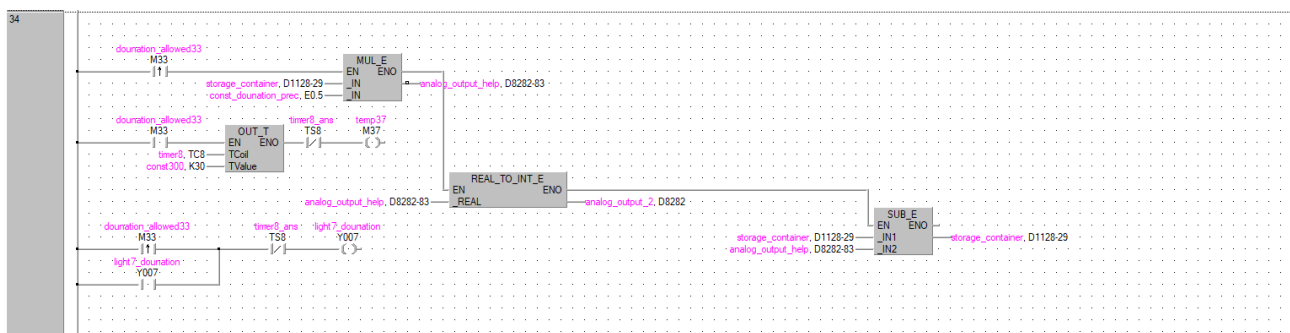 34
dounration_allowed33
M33
MUL_E
EN ENO
storage_container, D1128-29 _IN analog_output_help, D8282-83
const_dounation_prec, E0.5 _IN
dounration_allowed33 timer8_ans temp37
M33 OUT_T TS8 M37
EN ENO
timer8, TC8 TCoil
const300, K30 TValue
REAL_TO_INT_E
EN ENO
analog_output_help, D8282-83 _REAL analog_output_2, D8282
dounration_allowed33 timer8_ans light7_dounation
M33 TS8 Y007
SUB_E
EN ENO
storage_container, D1128-29 _IN1 storage_container, D1128-29
analog_output_help, D8282-83 _IN2
light7_dounation
Y007